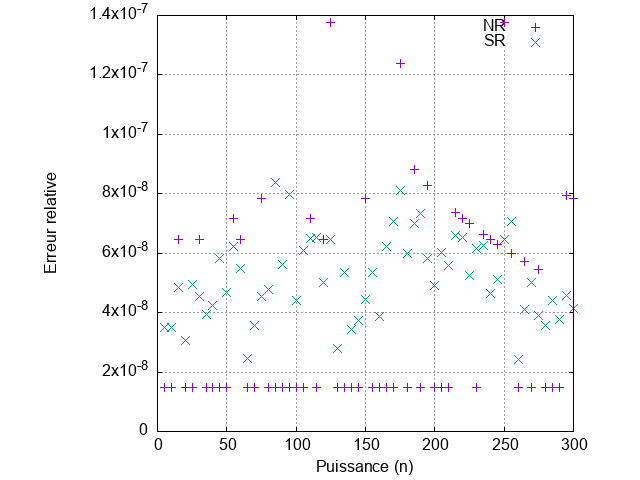 1.4x10-7
1.2x10-7
1x10-7
8x10-8
6x10-8
4x10-8
2x10-8
0
Erreur relative
NR
SR
0 50 100 150 200 250 300
Puissance (n)